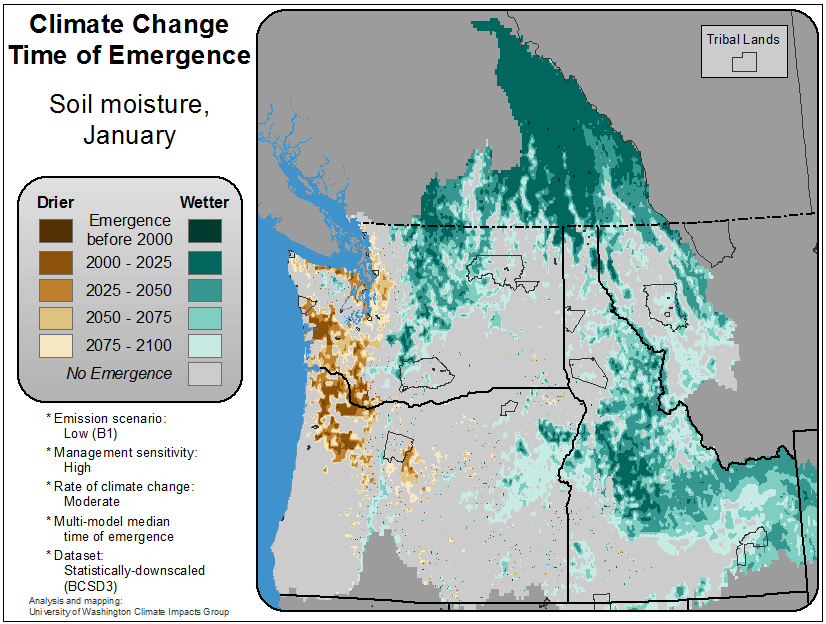 Climate Change
Time of Emergence
Soil moisture,
January
Drier Wetter
Emergence
before 2000
2000 - 2025
2025 - 2050
2050 - 2075
2075 - 2100
No Emergence
* Emission scenario:
Low (B1)
* Management sensitivity:
High
* Rate of climate change:
Moderate
* Multi-model median
time of emergence
* Dataset:
Statistically-downscaled
(BCSD3)
Analysis and mapping:
University of Washington Climate Impacts Group
Tribal Lands